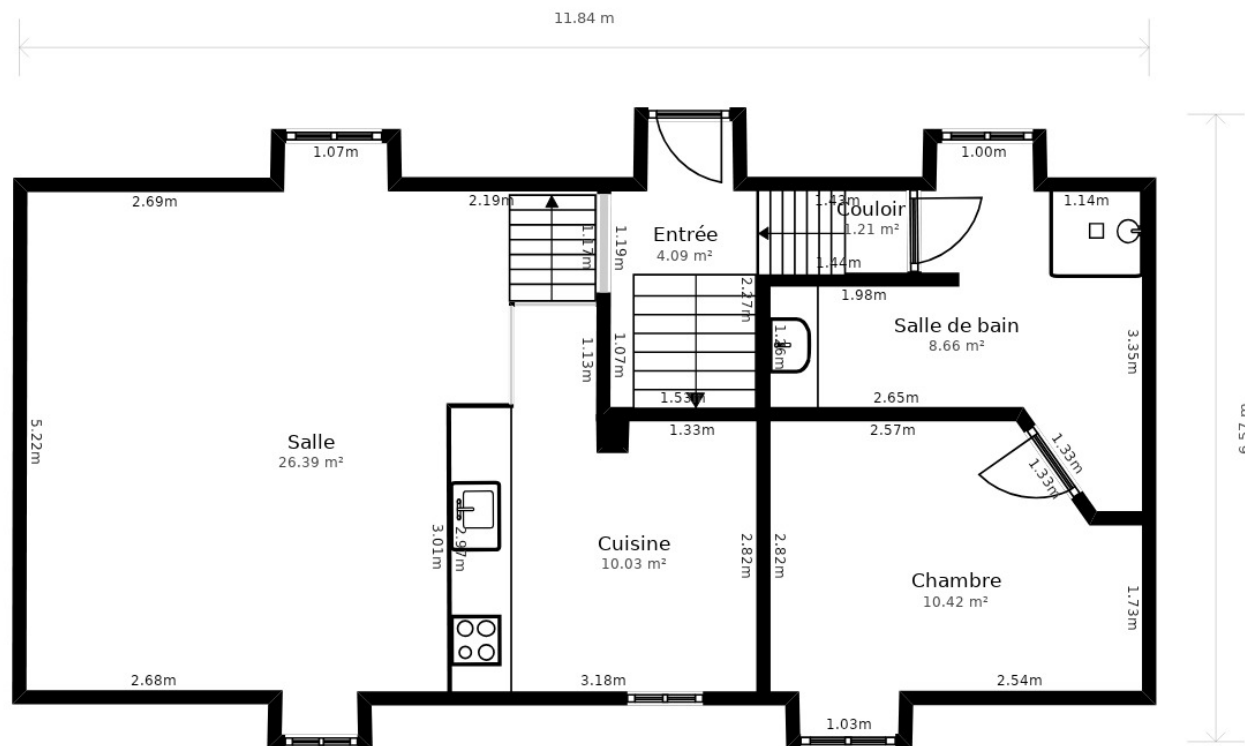 11.84 m
1.07m
1.00m
2.69m
2.19m
1.43m
1.14m
Couloir
1.21 m²
Entrée
4.09 m²
1.17m
1.19m
1.44m
2.27m
1.98m
Salle de bain
8.66 m²
1.13m
1.07m
3.35m
1.53m
2.65m
1.33m
2.57m
5.22m
Salle
26.39 m²
1.33m
1.33m
3.01m
2.97m
Cuisine
10.03 m²
2.82m
2.82m
Chambre
10.42 m²
1.73m
2.68m
3.18m
2.54m
1.03m